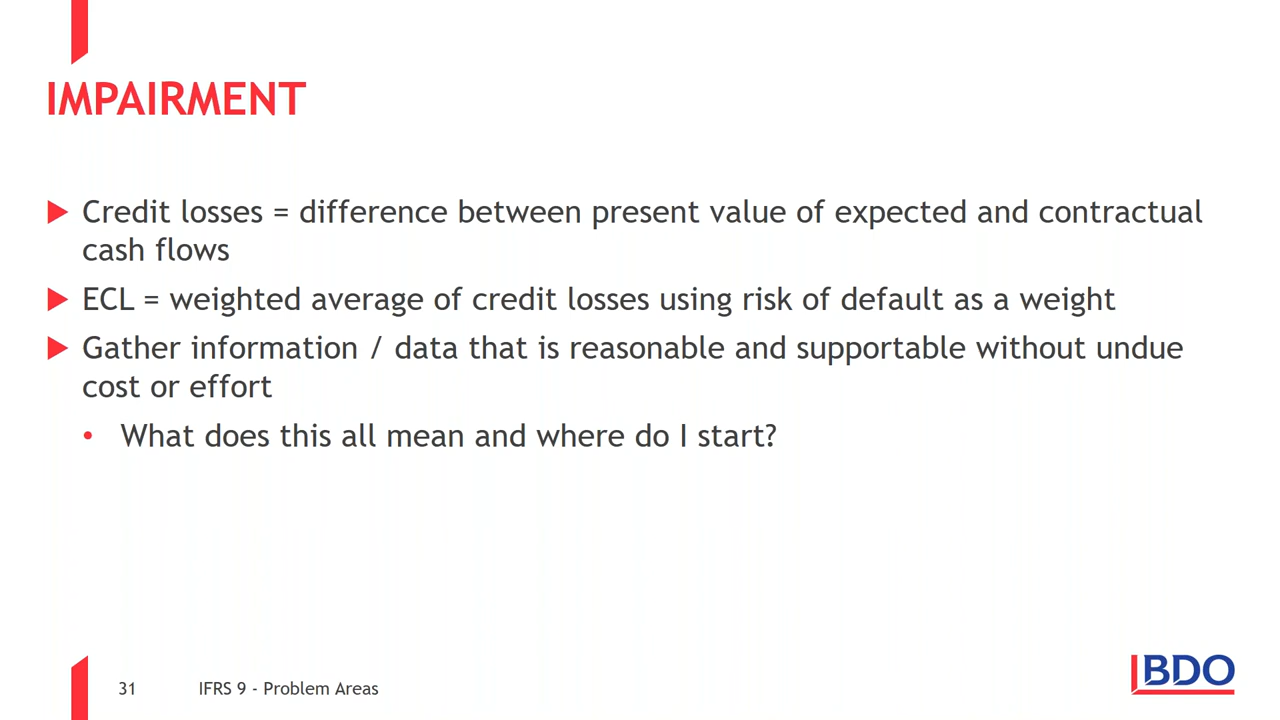 IMPAIRMENT
Credit losses = difference between present value of expected and contractual
cash flows
ECL = weighted average of credit losses using risk of default as a weight
Gather information / data that is reasonable and supportable without undue
cost or effort
• What does this all mean and where do I start?
31 IFRS 9 - Problem Areas
BDO